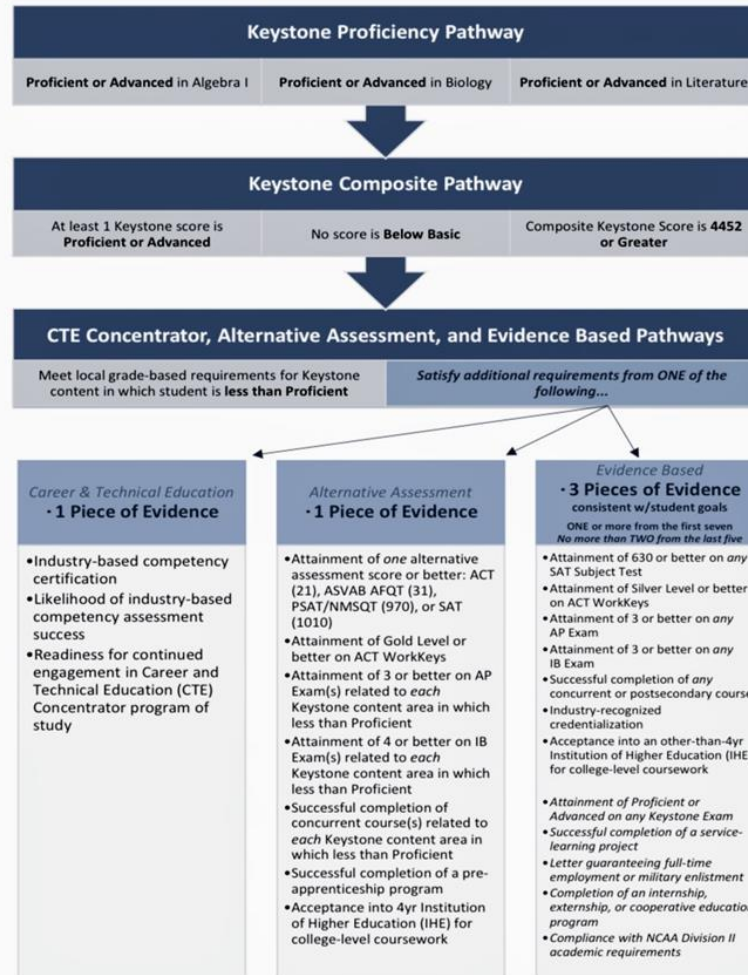 Keystone Proficiency Pathway
Proficient or Advanced in Algebra I
Proficient or Advanced in Biology
Proficient or Advanced in Literature
Keystone Composite Pathway
At least 1 Keystone score is
Proficient or Advanced
No score is Below Basic
Composite Keystone Score is 4452
or Greater
CTE Concentrator, Alternative Assessment, and Evidence Based Pathways
Meet local grade-based requirements for Keystone
content in which student is less than Proficient
Satisfy additional requirements from ONE of the
following...
Career & Technical Education
· 1 Piece of Evidence
•Industry-based competency
certification
•Likelihood of industry-based
competency assessment
success
•Readiness for continued
engagement in Career and
Technical Education (CTE)
Concentrator program of
study
Alternative Assessment
· 1 Piece of Evidence
•Attainment of one alternative
assessment score or better: ACT
(21), ASVAB AFQT (31),
PSAT/NMSQT (970), or SAT
(1010)
•Attainment of Gold Level or
better on ACT WorkKeys
•Attainment of 3 or better on AP
Exam(s) related to each
Keystone content area in which
less than Proficient
•Attainment of 4 or better on IB
Exam(s) related to each
Keystone content area in which
less than Proficient
•Successful completion of
concurrent course(s) related to
each Keystone content area in
which less than Proficient
•Successful completion of a pre-
apprenticeship program
•Acceptance into 4yr Institution
of Higher Education (IHE) for
college-level coursework
Evidence Based
· 3 Pieces of Evidence
consistent w/student goals
ONE or more from the first seven
No more than TWO from the last five
•Attainment of 630 or better on any
SAT Subject Test
•Attainment of Silver Level or better
on ACT WorkKeys
•Attainment of 3 or better on any
AP Exam
•Attainment of 3 or better on any
IB Exam
•Successful completion of any
concurrent or postsecondary course
•Industry-recognized
credentialization
•Acceptance into an other-than-4yr
Institution of Higher Education (IHE
for college-level coursework
•Attainment of Proficient or
Advanced on any Keystone Exam
•Successful completion of a service-
learning project
•Letter guaranteeing full-time
employment or military enlistment
•Completion of an internship,
externship, or cooperative education
program
•Compliance with NCAA Division II
academic requirements